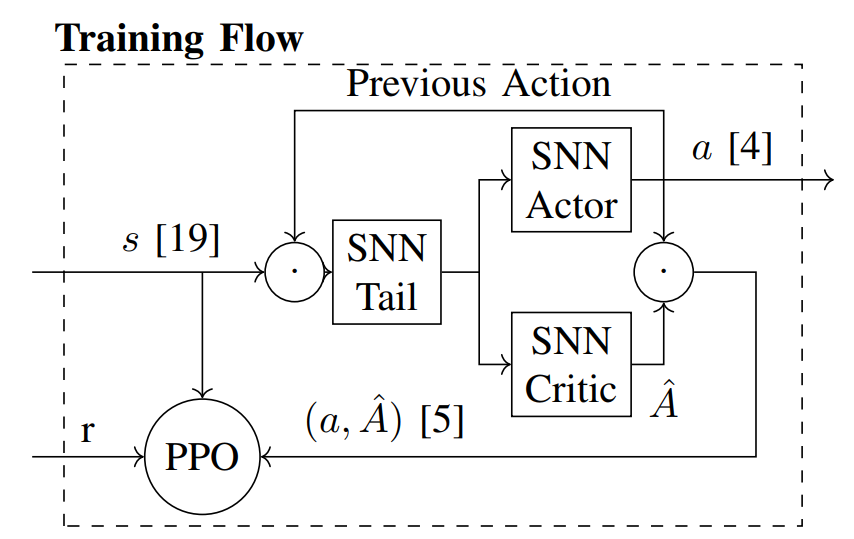 Training Flow
Previous Action
SNN
Actor
a [4]
s [19]
·
SNN
Tail
·
SNN
Critic
Â
r
(a, Â) [5]
PPO